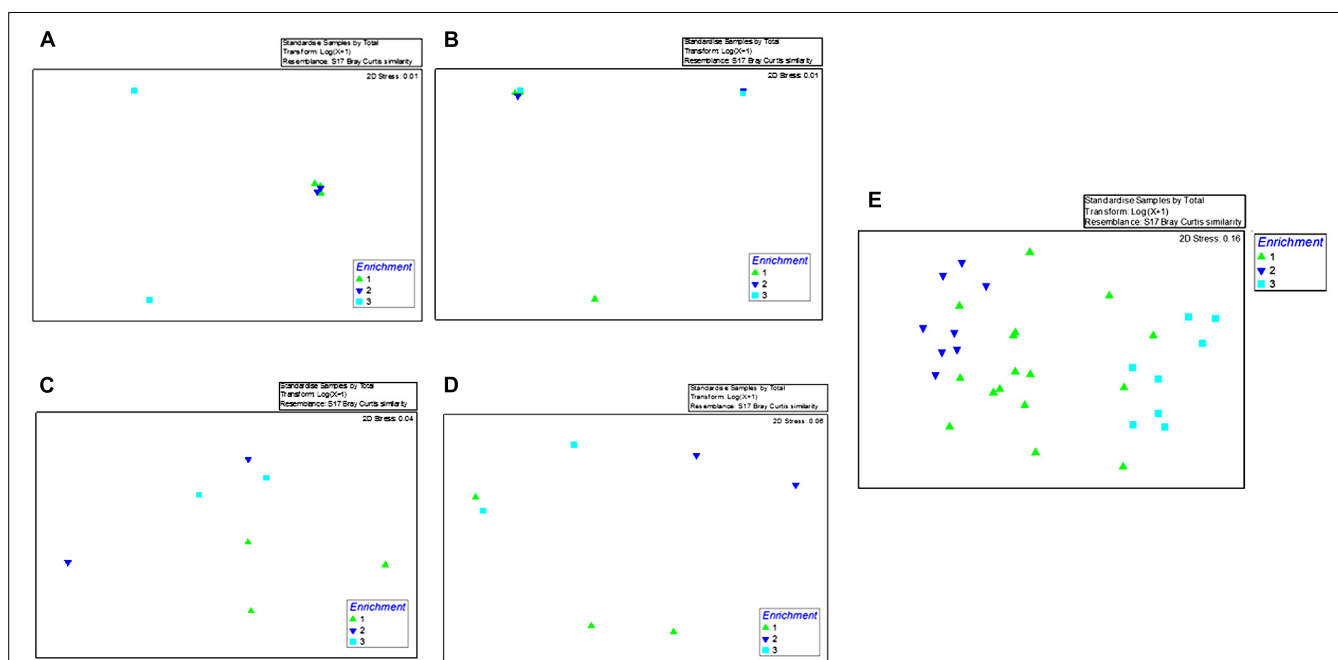 A
Standardise Samples by Total
Transform: Log(X+1)
Resemblance: S17 Bray Curtis similarity
2D Stress: 0.01
Enrichment
1
2
3
B
Standardise Samples by Total
Transform: Log(X+1)
Resemblance: S17 Bray Curtis similarity
2D Stress: 0.01
Enrichment
1
2
3
C
Standardise Samples by Total
Transform: Log(X+1)
Resemblance: S17 Bray Curtis similarity
2D Stress: 0.04
Enrichment
1
2
3
D
Standardise Samples by Total
Transform: Log(X+1)
Resemblance: S17 Bray Curtis similarity
2D Stress: 0.06
Enrichment
1
2
3
E
Standardise Samples by Total
Transform: Log(X+1)
Resemblance: S17 Bray Curtis similarity
2D Stress: 0.16
Enrichment
1
2
3